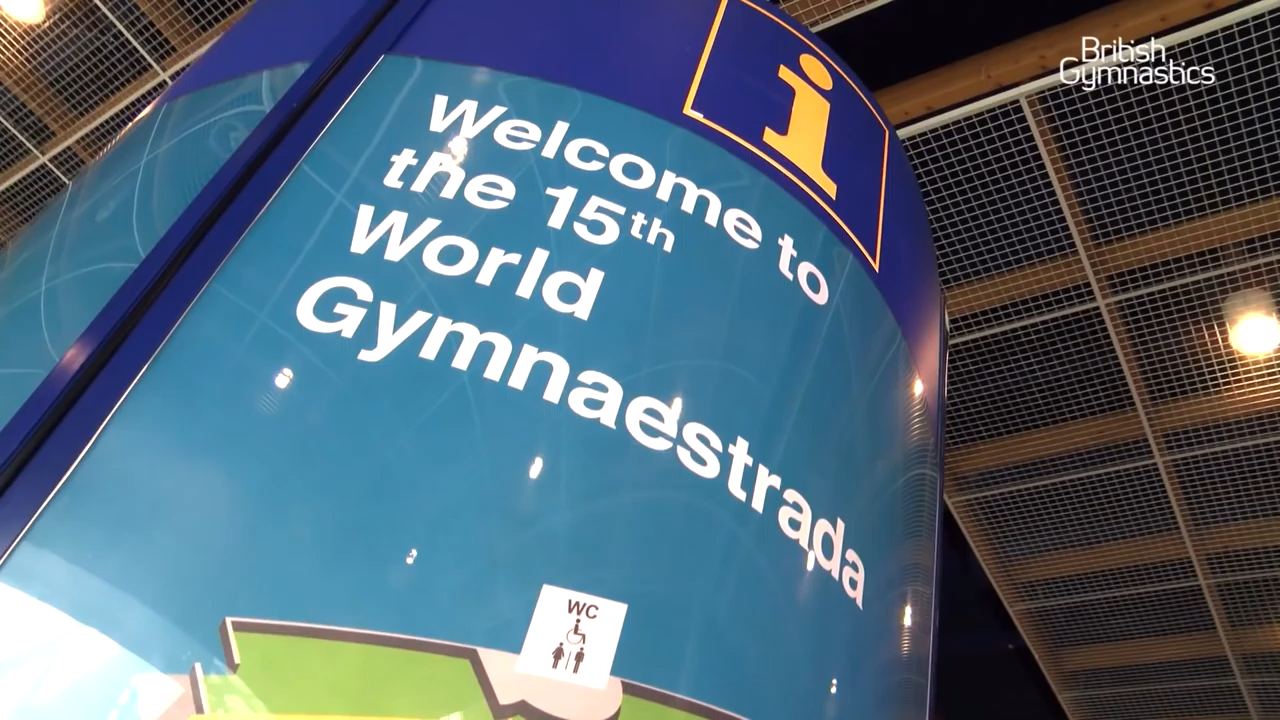 British
Gymnastics
i
Welcome to
the 15th
World
Gymnaestrada
WC